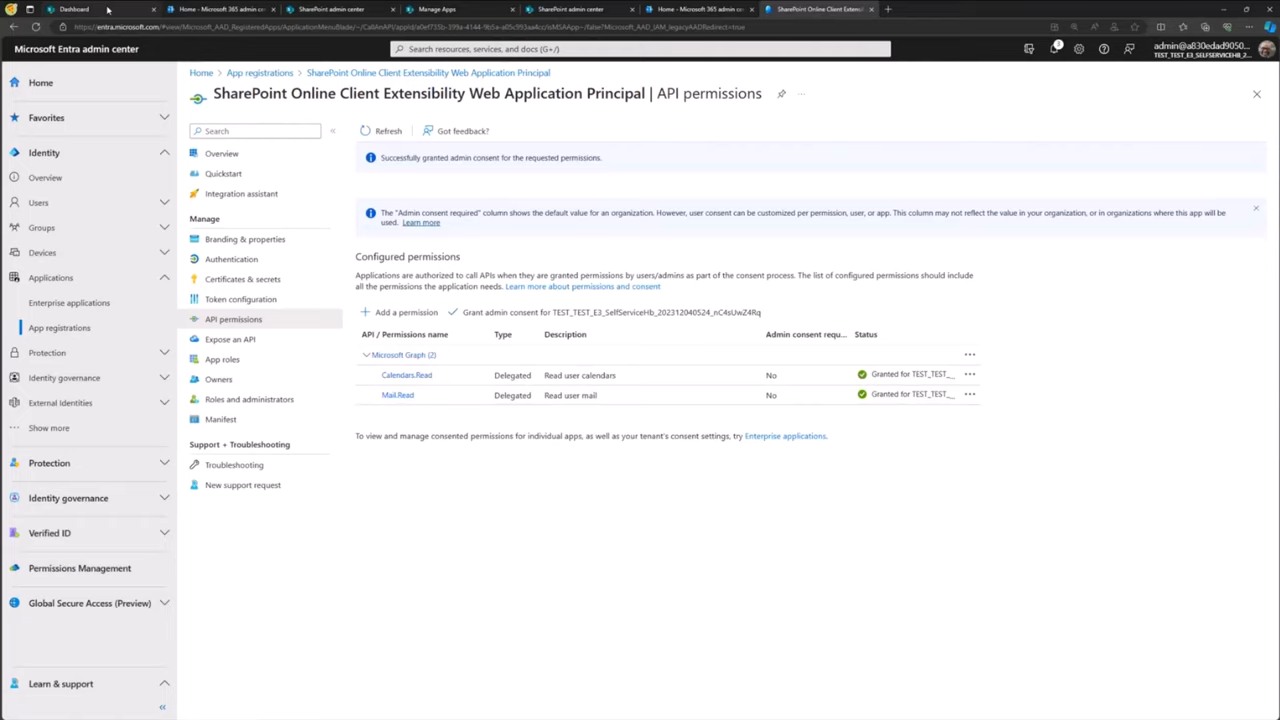 Dashboard
Home - Microsoft 365 admin cen
SharePoint admin center
Manage Apps
SharePoint admin center
Home - Microsoft 365 admin cen
SharePoint Online Client Extensi
Microsoft Entra admin center
Search resources, services, and docs (G+/)
admin@a830edad9050...
TEST_TEST_E3_SELFSERVICEHB_2...
Home
Favorites
Identity
Overview
Users
Groups
Devices
Applications
Enterprise applications
App registrations
Protection
Identity governance
External Identities
Show more
Protection
Identity governance
Verified ID
Permissions Management
Global Secure Access (Preview)
Learn & support
Home > App registrations > SharePoint Online Client Extensibility Web Application Principal
SharePoint Online Client Extensibility Web Application Principal | API permissions
Search
Overview
Quickstart
Integration assistant
Manage
Branding & properties
Authentication
Certificates & secrets
Token configuration
API permissions
Expose an API
App roles
Owners
Roles and administrators
Manifest
Support + Troubleshooting
Troubleshooting
New support request
Refresh
Got feedback?
Successfully granted admin consent for the requested permissions.
The "Admin consent required" column shows the default value for an organization. However, user consent can be customized per permission, user, or app. This column may not reflect the value in your organization, or in organizations where this app will be
used. Learn more
Configured permissions
Applications are authorized to call APIs when they are granted permissions by users/admins as part of the consent process. The list of configured permissions should include
all the permissions the application needs. Learn more about permissions and consent
Add a permission
Grant admin consent for TEST_TEST_E3_SelfServiceHb_202312040524_nC4sUwZ4Rq
API / Permissions name Type Description Admin consent requ... Status
Microsoft Graph (2)
Calendars.Read Delegated Read user calendars No Granted for TEST_TEST_...
Mail.Read Delegated Read user mail No Granted for TEST_TEST_...
To view and manage consented permissions for individual apps, as well as your tenant's consent settings, try Enterprise applications.